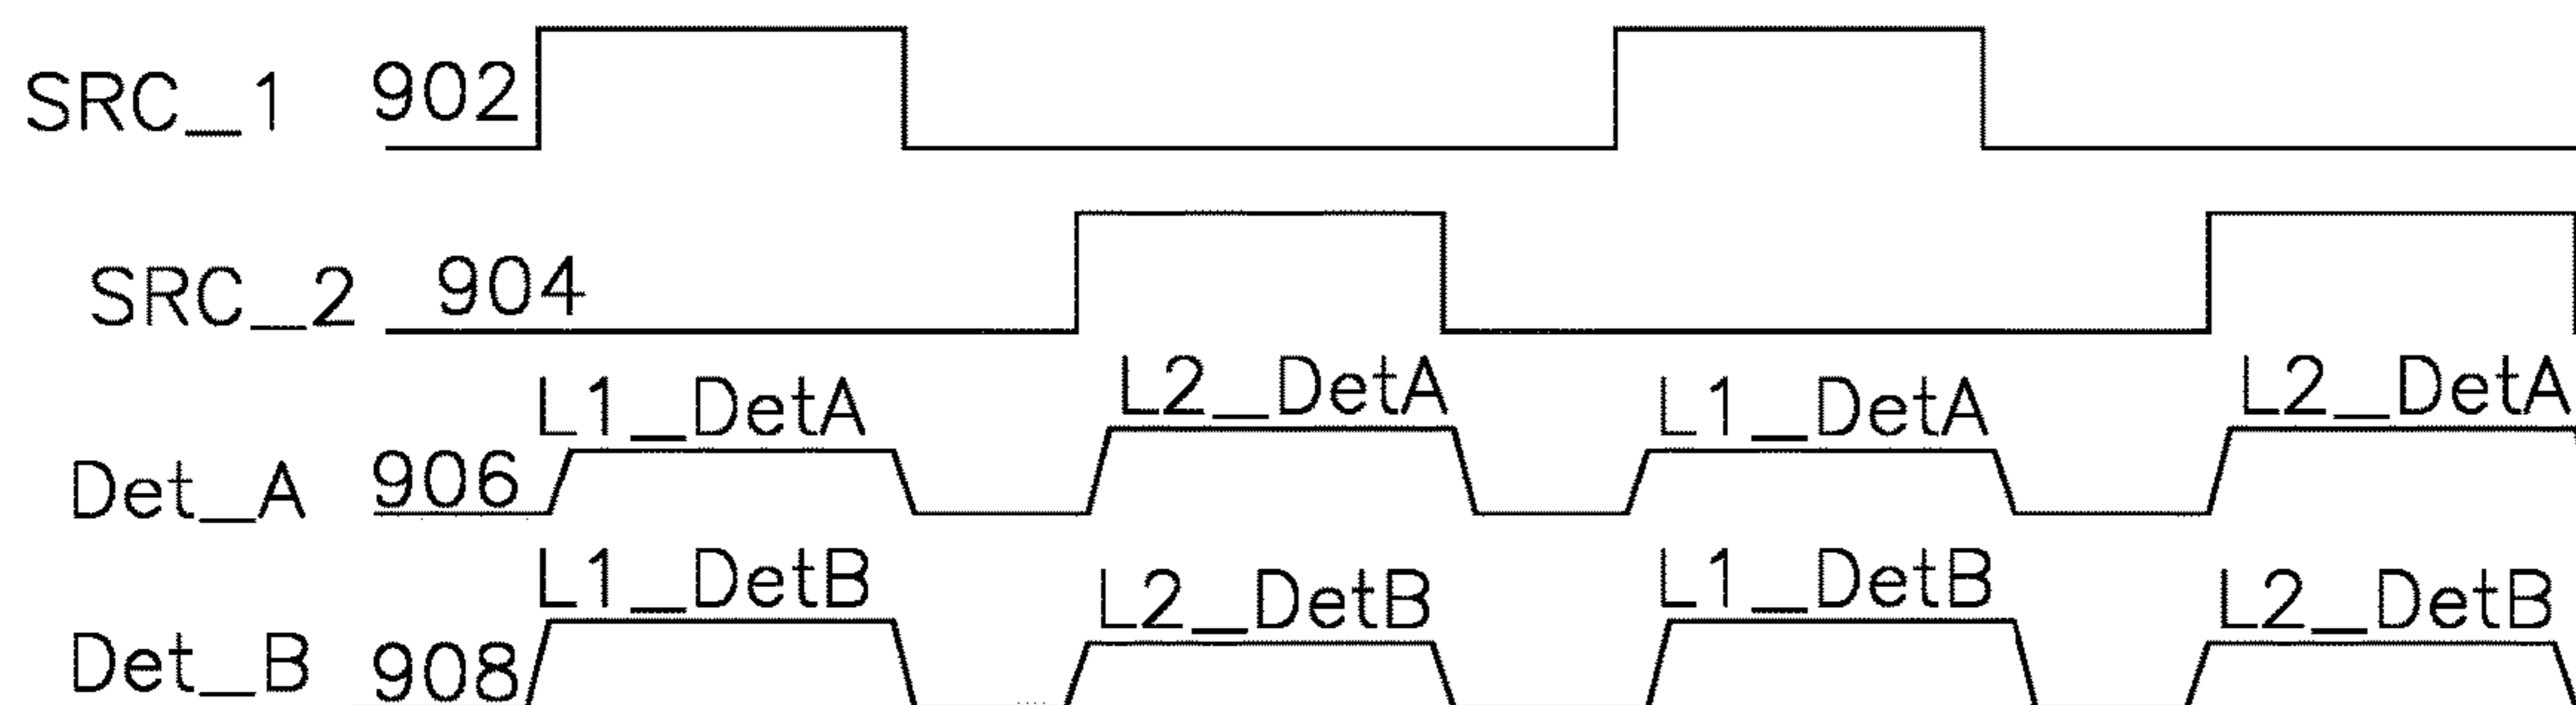 SRC_1 902
SRC_2 904
L1_DetA L2_DetA L1_DetA L2_DetA
Det_A 906
L1_DetB L2_DetB L1_DetB L2_DetB
Det_B 908